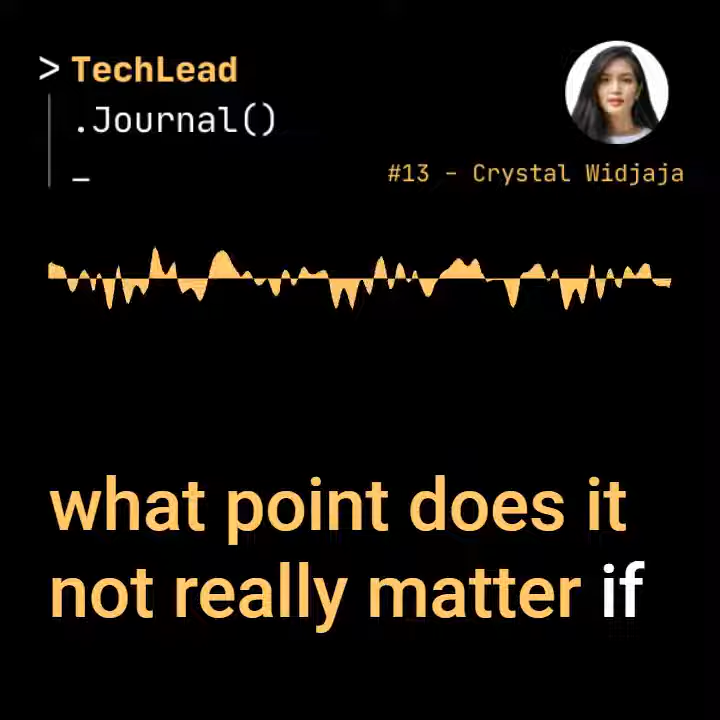 > TechLead
.Journal()
_
#13 - Crystal Widjaja
what point does it
not really matter if